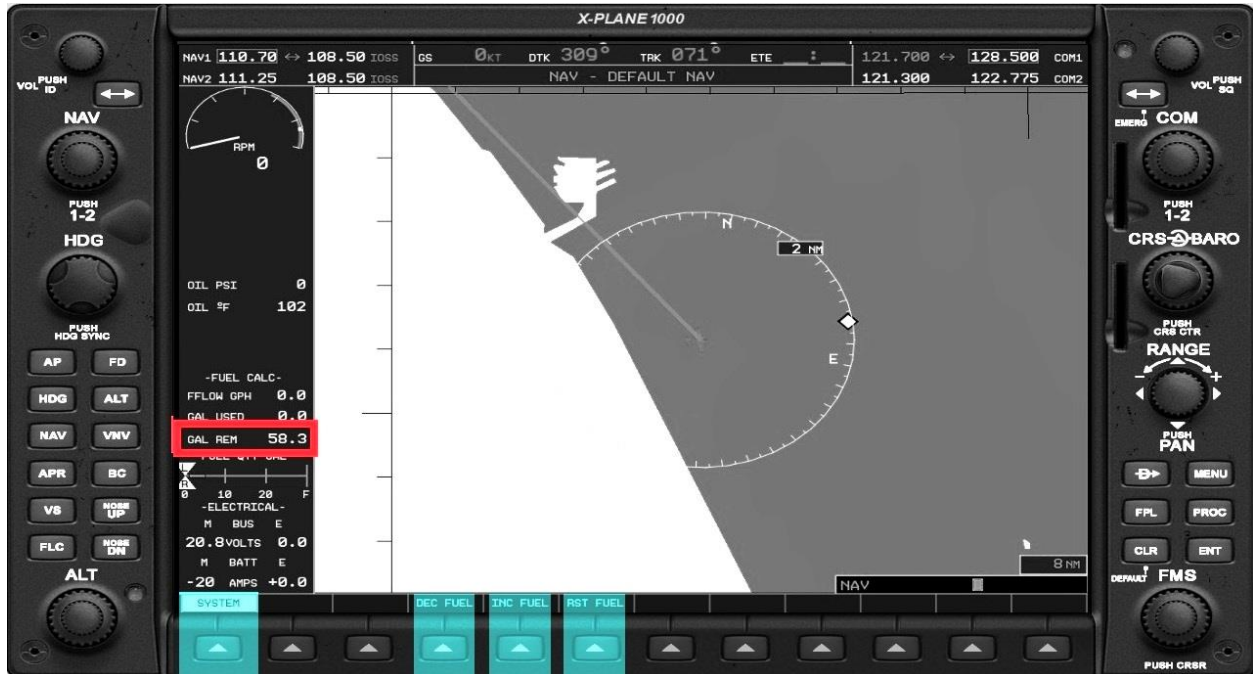 X-PLANE 1000
NAV1 110.70 ↔ 108.50 IOSS
NAV2 111.25 108.50 IOSS
GS 0KT DTK 309° TRK 071° ETE __:__
NAV - DEFAULT NAV
121.700 ↔ 128.500 COM1
121.300 122.775 COM2
VOL PUSH ID
NAV
PUSH 1-2
HDG
PUSH HDG SYNC
AP FD
HDG ALT
NAV VNV
APR BC
VS NOSE UP
FLC NOSE DN
ALT
RPM
0
OIL PSI 0
OIL ºF 102
-FUEL CALC-
FFLOW GPH 0.0
GAL USED 0.0
GAL REM 58.3
FUEL QTY GAL
L
R
0 10 20 F
-ELECTRICAL-
M BUS E
20.8 VOLTS 0.0
M BATT E
-20 AMPS +0.0
N
2 NM
E
8 NM
NAV
SYSTEM DEC FUEL INC FUEL RST FUEL
VOL PUSH SQ
EMERG COM
PUSH 1-2
CRS BARO
PUSH CRS CTR
RANGE
- +
PUSH PAN
D MENU
FPL PROC
CLR ENT
DEFAULT FMS
PUSH CRSR